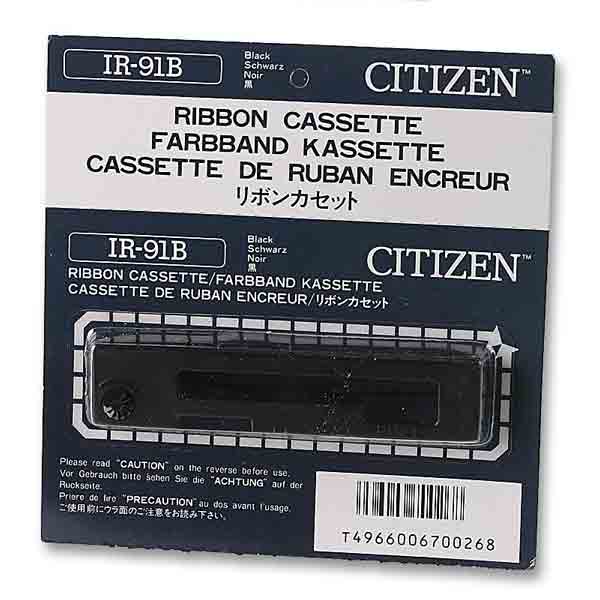 IR-91B
Black
Schwarz
Noir
黒
CITIZEN™
RIBBON CASSETTE
FARBBAND KASSETTE
CASSETTE DE RUBAN ENCREUR
リボンカセット
IR-91B
Black
Schwarz
Noir
黒
CITIZEN™
RIBBON CASSETTE/FARBBAND KASSETTE
CASSETTE DE RUBAN ENCREUR/リボンカセット
Please read "CAUTION" on the reverse before use.
Vor Gebrauch bitte sehen Sie die "ACHTUNG" auf der
Rückseite.
Priere de lire "PRECAUTION" au dos avant l'usage.
ご使用前にウラ面のご注意をお読み下さい。
T4966006700268